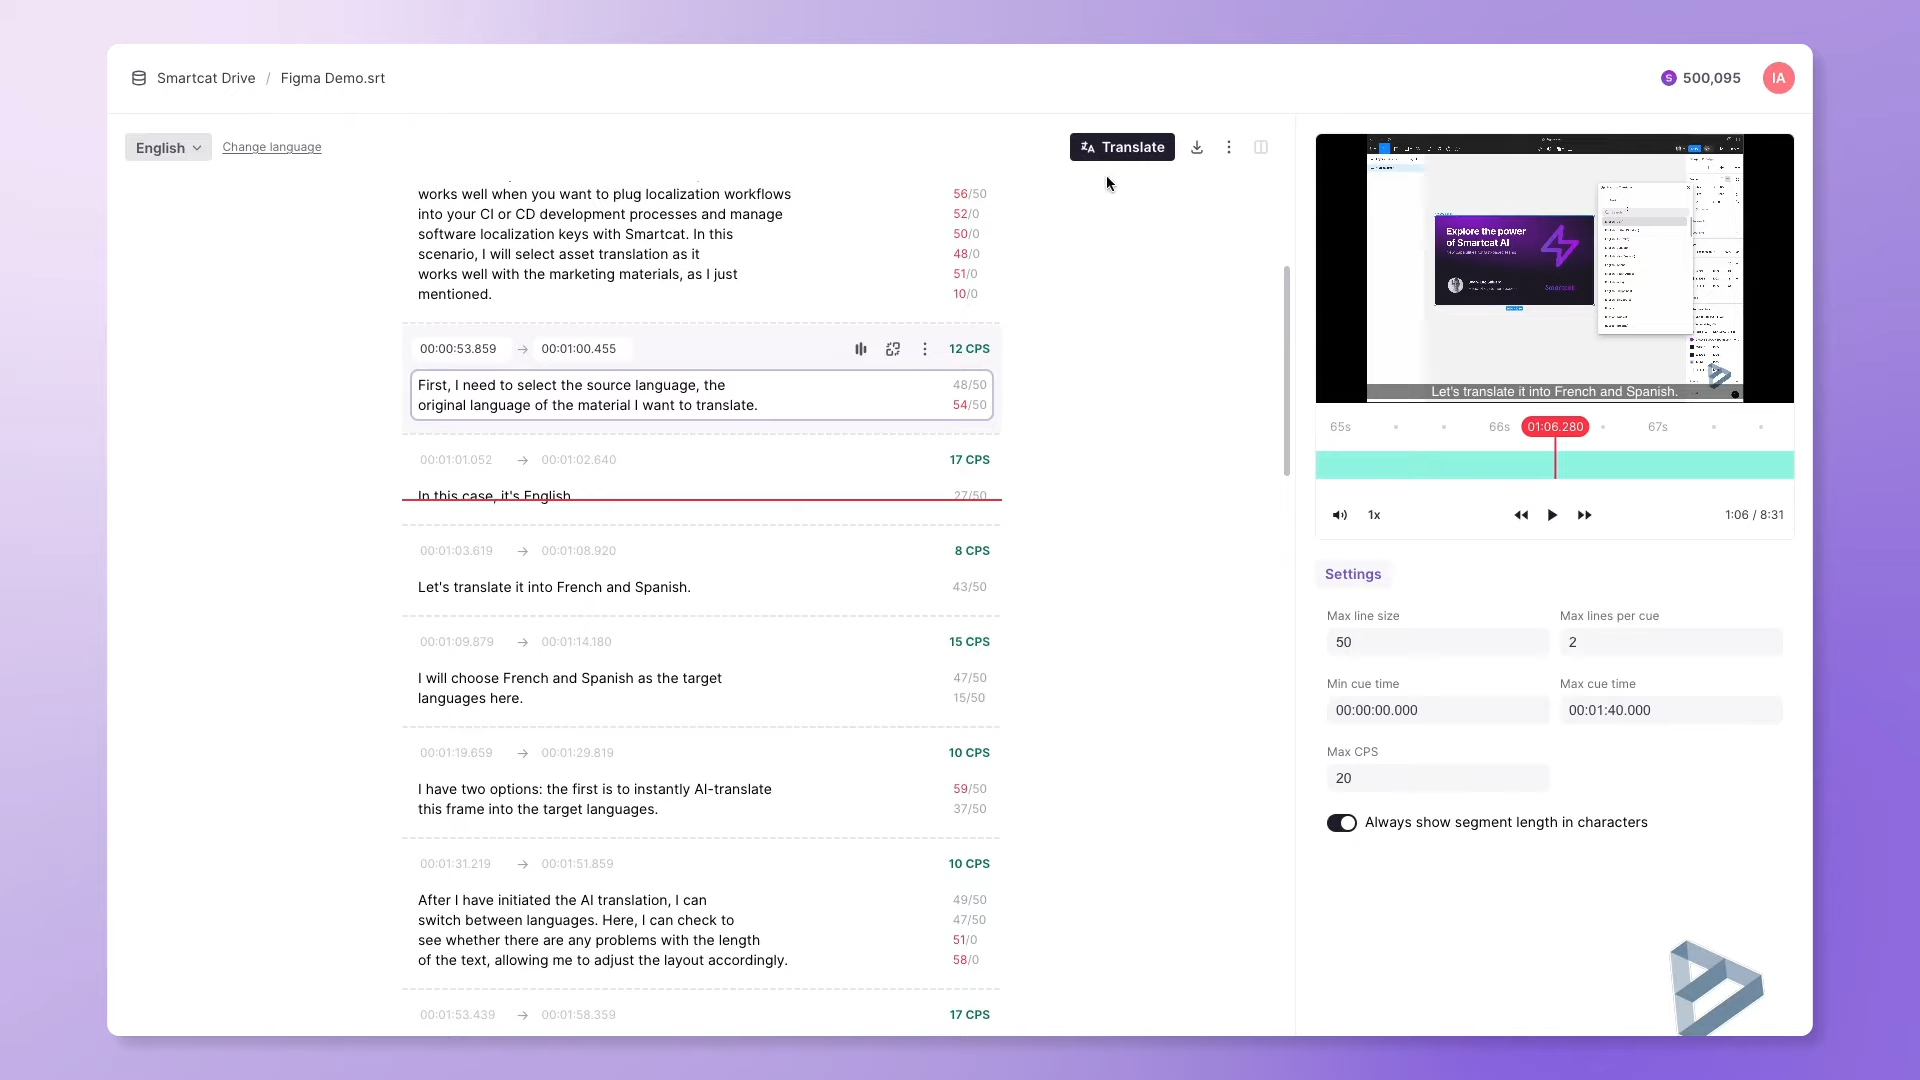 Smartcat Drive / Figma Demo.srt
S 500,095
IA
English
Change language
Translate
works well when you want to plug localization workflows 56/50
into your CI or CD development processes and manage 52/0
software localization keys with Smartcat. In this 50/0
scenario, I will select asset translation as it 48/0
works well with the marketing materials, as I just 51/0
mentioned. 10/0
00:00:53.859 → 00:01:00.455 12 CPS
First, I need to select the source language, the 48/50
original language of the material I want to translate. 54/50
00:01:01.052 → 00:01:02.640 17 CPS
In this case, it's English. 27/50
00:01:03.619 → 00:01:08.920 8 CPS
Let's translate it into French and Spanish. 43/50
00:01:09.879 → 00:01:14.180 15 CPS
I will choose French and Spanish as the target 47/50
languages here. 15/50
00:01:19.659 → 00:01:29.819 10 CPS
I have two options: the first is to instantly AI-translate 59/50
this frame into the target languages. 37/50
00:01:31.219 → 00:01:51.859 10 CPS
After I have initiated the AI translation, I can 49/50
switch between languages. Here, I can check to 47/50
see whether there are any problems with the length 51/0
of the text, allowing me to adjust the layout accordingly. 58/0
00:01:53.439 → 00:01:58.359 17 CPS
Explore the power
of Smartcat AI
Smartcat
Let's translate it into French and Spanish.
65s 66s 01:06.280 67s
1x
1:06 / 8:31
Settings
Max line size
50
Max lines per cue
2
Min cue time
00:00:00.000
Max cue time
00:01:40.000
Max CPS
20
Always show segment length in characters